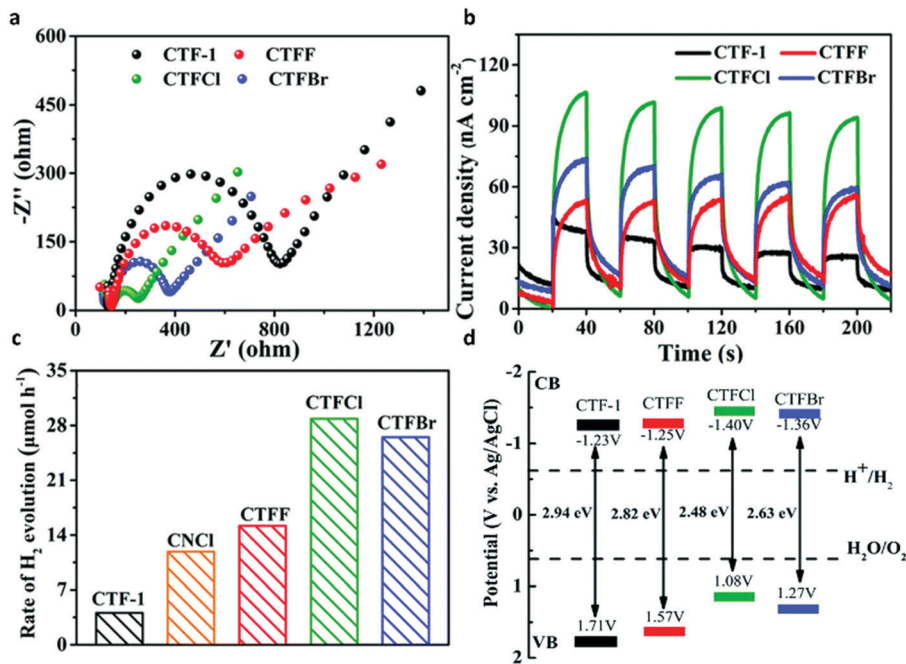 a
600
450
300
150
0
-Z'' (ohm)
CTF-1
CTFF
CTFCl
CTFBr
0
400
800
1200
Z' (ohm)
b
135
120
90
60
30
0
Current density (nA cm⁻²)
CTF-1
CTFF
CTFCl
CTFBr
0
40
80
120
160
200
Time (s)
c
35
28
21
14
7
0
Rate of H₂ evolution (μmol h⁻¹)
CTF-1
CNCl
CTFF
CTFCl
CTFBr
d
-2
-1
0
1
2
Potential (V vs. Ag/AgCl)
CB
CTF-1
CTFF
CTFCl
CTFBr
-1.23V
-1.25V
-1.40V
-1.36V
H⁺/H₂
2.94 eV
2.82 eV
2.48 eV
2.63 eV
H₂O/O₂
1.71V
1.57V
1.08V
1.27V
VB